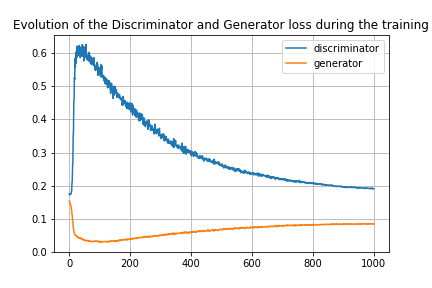 Evolution of the Discriminator and Generator loss during the training
discriminator
generator
0.6
0.5
0.4
0.3
0.2
0.1
0.0
0 200 400 600 800 1000